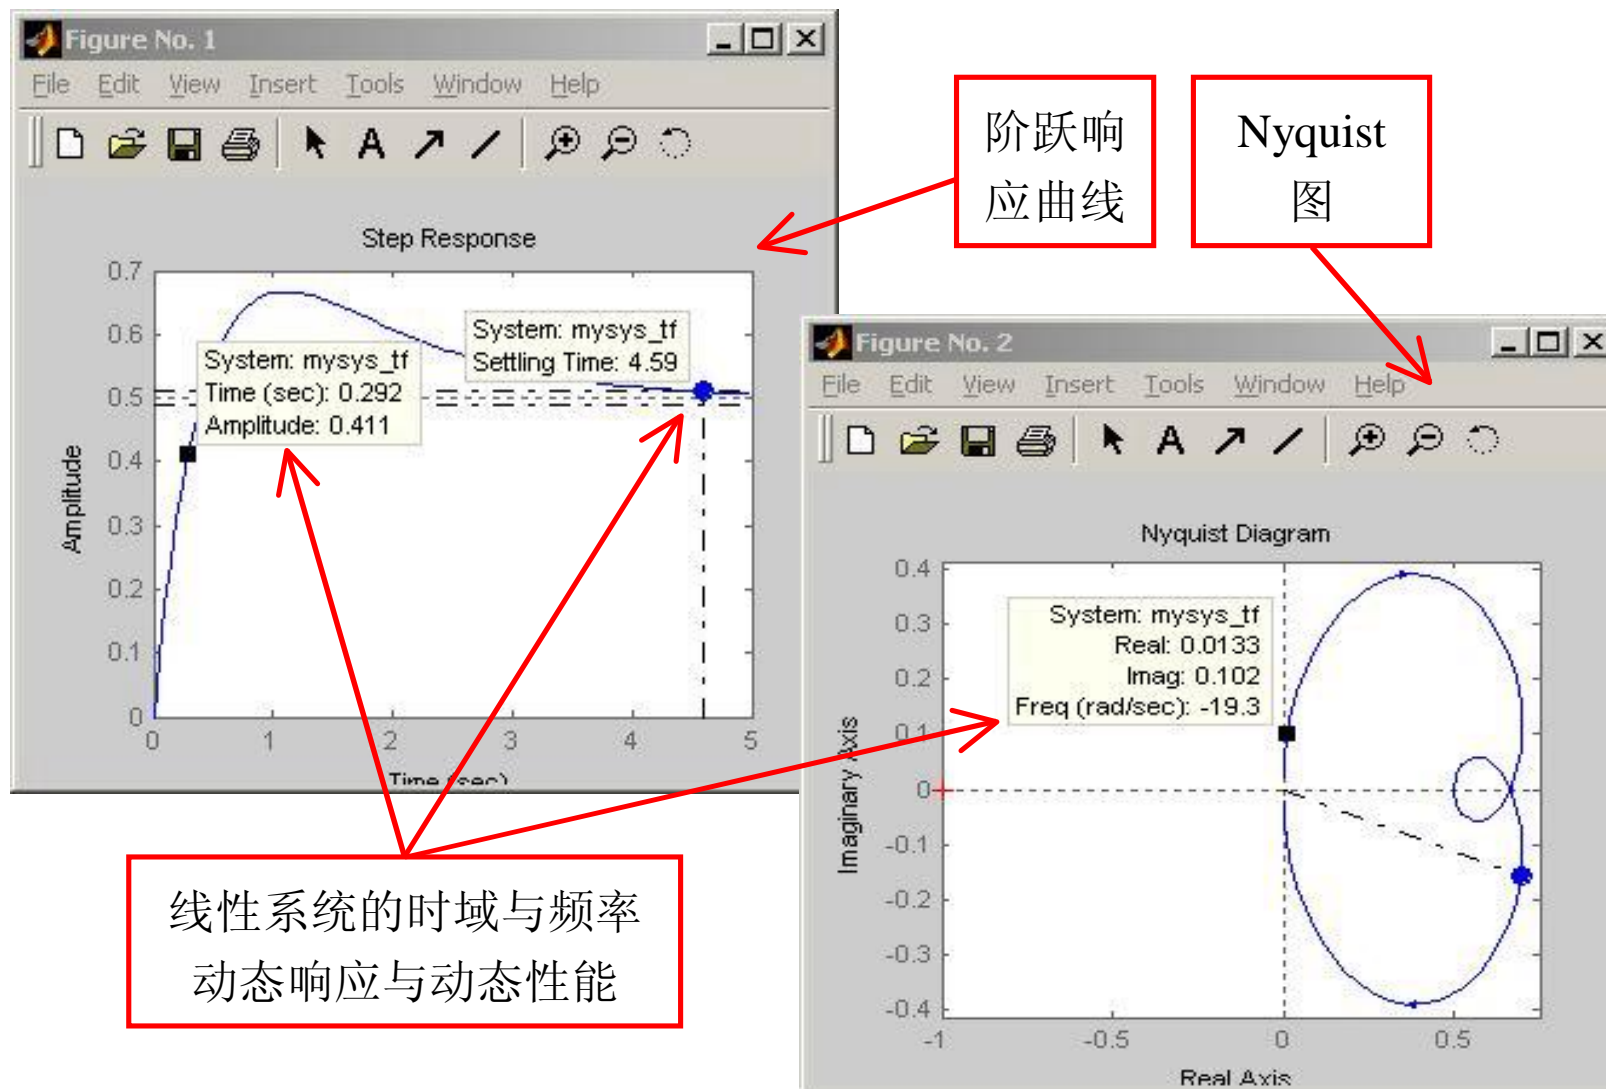 Figure No. 1
File Edit View Insert Tools Window Help
Step Response
0.7
0.6
0.5
0.4
0.3
0.2
0.1
0
Amplitude
System: mysys_tf
Time (sec): 0.292
Amplitude: 0.411
System: mysys_tf
Settling Time: 4.59
0 1 2 3 4 5
Time (sec)
阶跃响
应曲线
Nyquist
图
Figure No. 2
File Edit View Insert Tools Window Help
Nyquist Diagram
0.4
0.3
0.2
0.1
0
-0.1
-0.2
-0.3
-0.4
Imaginary Axis
System: mysys_tf
Real: 0.0133
Imag: 0.102
Freq (rad/sec): -19.3
-1 -0.5 0 0.5
Real Axis
线性系统的时域与频率
动态响应与动态性能